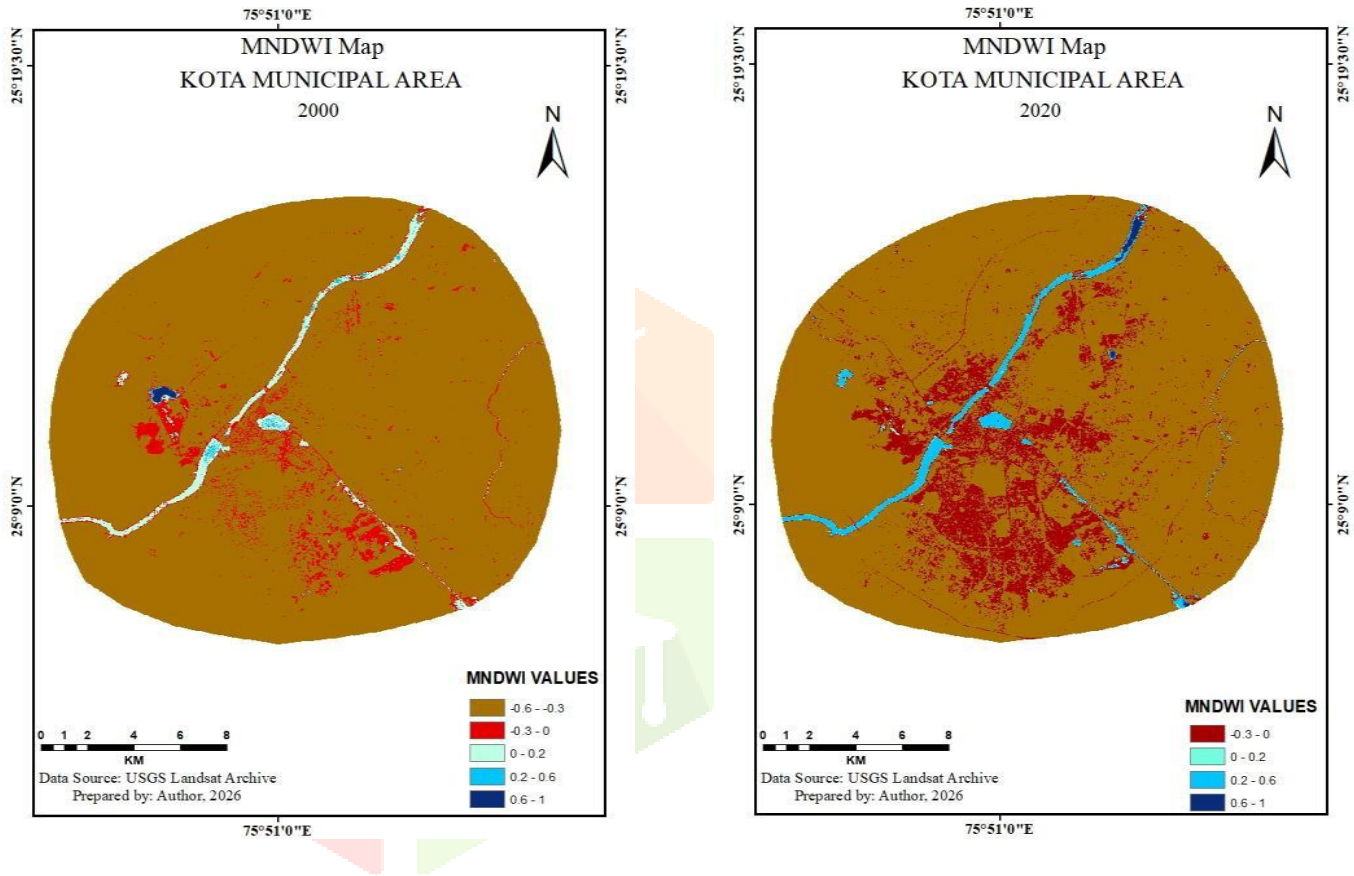 75°51'0"E
MNDWI Map
KOTA MUNICIPAL AREA
2000
N
25°19'30"N
25°19'30"N
25°9'0"N
25°9'0"N
MNDWI VALUES
-0.6 - -0.3
-0.3 - 0
0 - 0.2
0.2 - 0.6
0.6 - 1
0 1 2 4 6 8
KM
Data Source: USGS Landsat Archive
Prepared by: Author, 2026
75°51'0"E
75°51'0"E
MNDWI Map
KOTA MUNICIPAL AREA
2020
N
25°19'30"N
25°19'30"N
25°9'0"N
25°9'0"N
MNDWI VALUES
-0.3 - 0
0 - 0.2
0.2 - 0.6
0.6 - 1
0 1 2 4 6 8
KM
Data Source: USGS Landsat Archive
Prepared by: Author, 2026
75°51'0"E